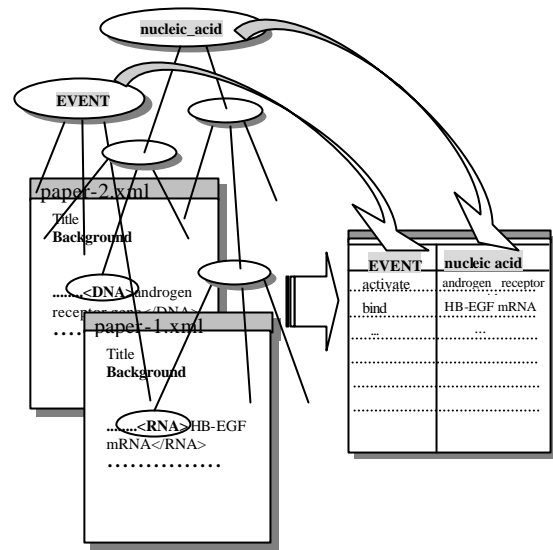 nucleic_acid
EVENT
paper-2.xml
Title
Background
........<DNA>androgen
receptor gene</DNA>
....
paper-1.xml
Title
Background
........<RNA>HB-EGF
mRNA</RNA>
...............
EVENT nucleic acid
activate androgen receptor
bind HB-EGF mRNA
... ...